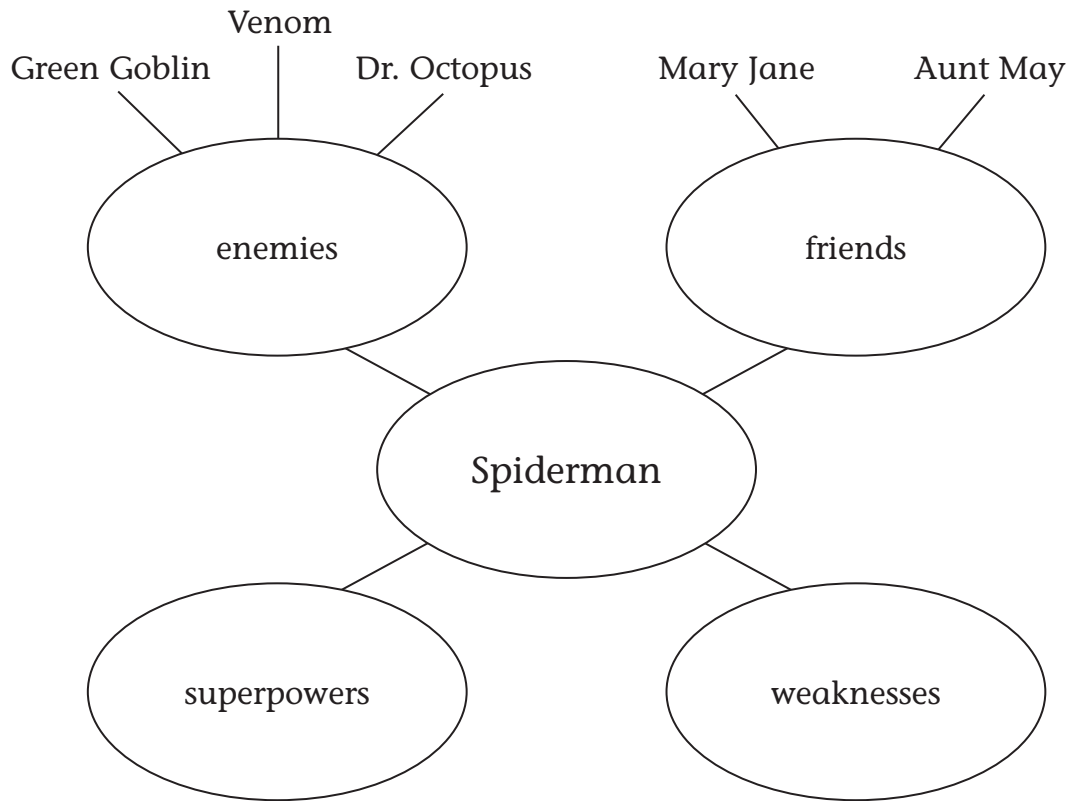 Venom
Green Goblin
Dr. Octopus
Mary Jane
Aunt May
enemies
friends
Spiderman
superpowers
weaknesses